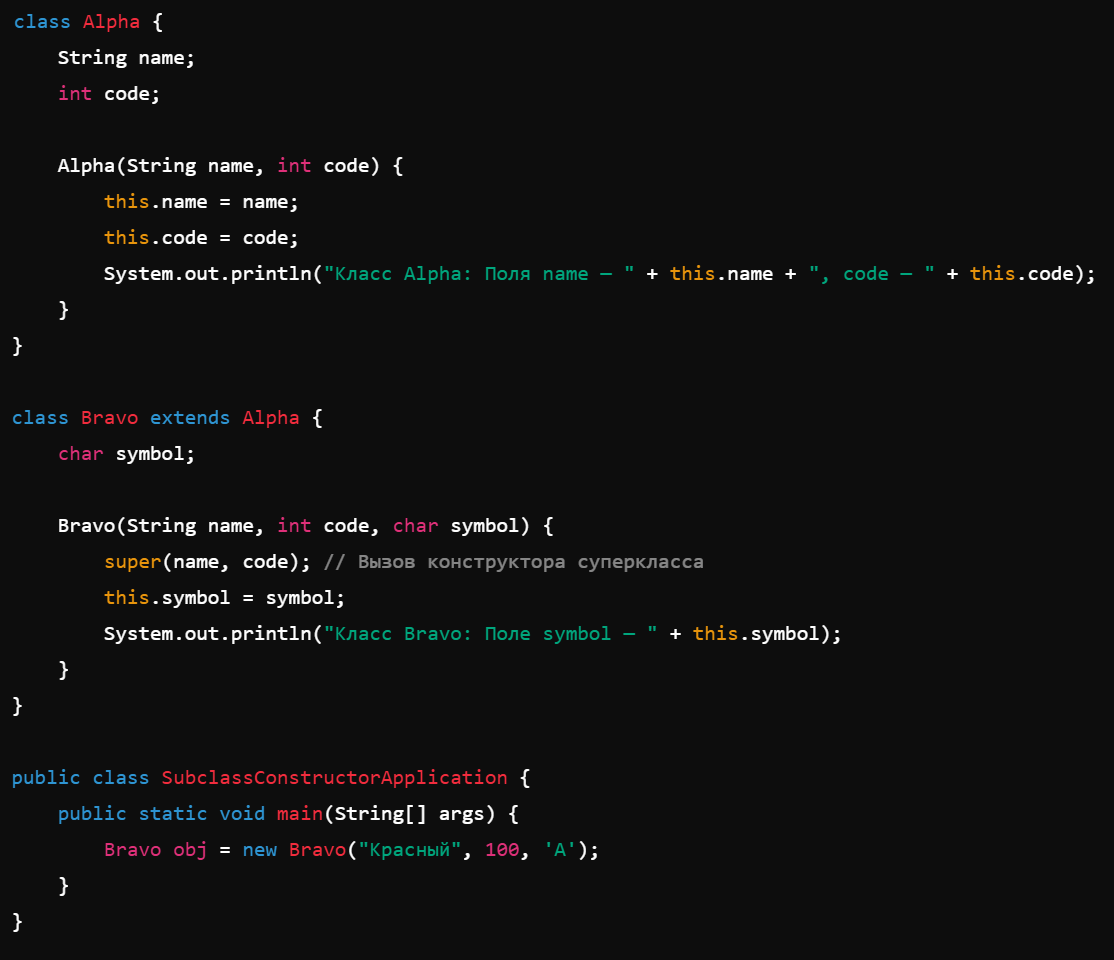 class Alpha {
    String name;
    int code;

    Alpha(String name, int code) {
        this.name = name;
        this.code = code;
        System.out.println("Класс Alpha: Поля name — " + this.name + ", code — " + this.code);
    }
}

class Bravo extends Alpha {
    char symbol;

    Bravo(String name, int code, char symbol) {
        super(name, code); // Вызов конструктора суперкласса
        this.symbol = symbol;
        System.out.println("Класс Bravo: Поле symbol — " + this.symbol);
    }
}

public class SubclassConstructorApplication {
    public static void main(String[] args) {
        Bravo obj = new Bravo("Красный", 100, 'A');
    }
}